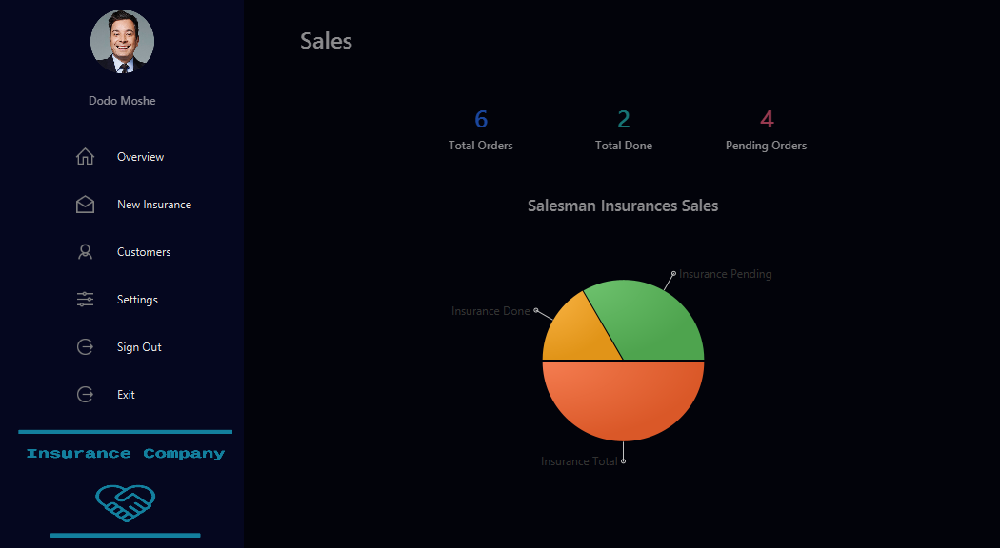 Dodo Moshe
Overview
New Insurance
Customers
Settings
Sign Out
Exit
Insurance Company
Sales
6
Total Orders
2
Total Done
4
Pending Orders
Salesman Insurances Sales
Insurance Pending
Insurance Done
Insurance Total